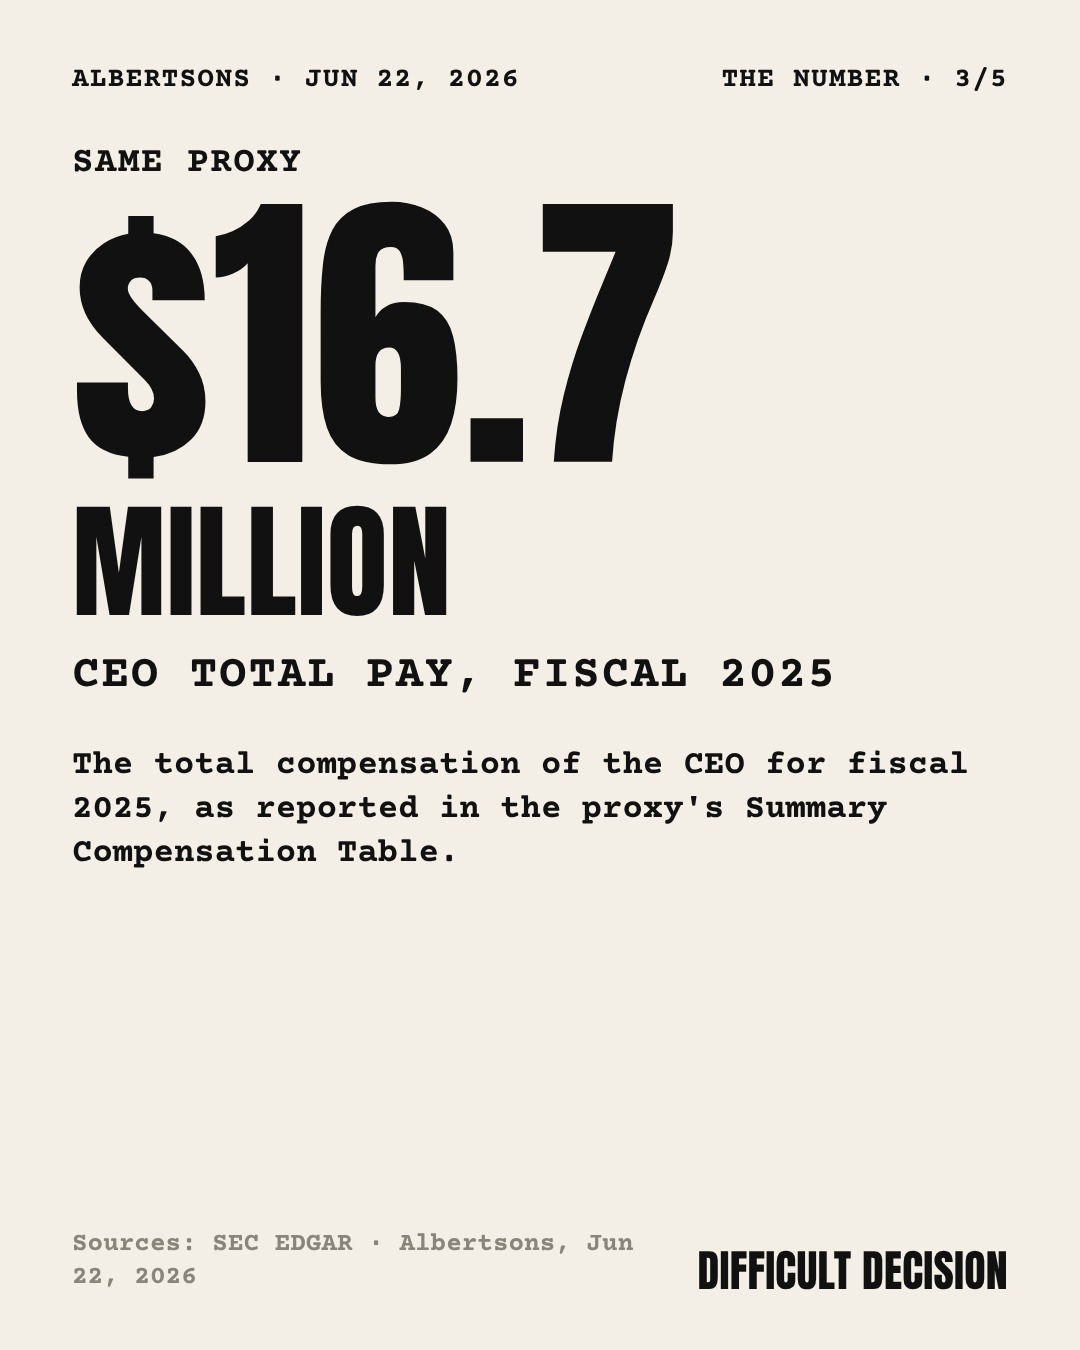 ALBERTSONS · JUN 22, 2026
THE NUMBER · 3/5
SAME PROXY
$16.7
MILLION
CEO TOTAL PAY, FISCAL 2025
The total compensation of the CEO for fiscal
2025, as reported in the proxy's Summary
Compensation Table.
Sources: SEC EDGAR · Albertsons, Jun
22, 2026
DIFFICULT DECISION